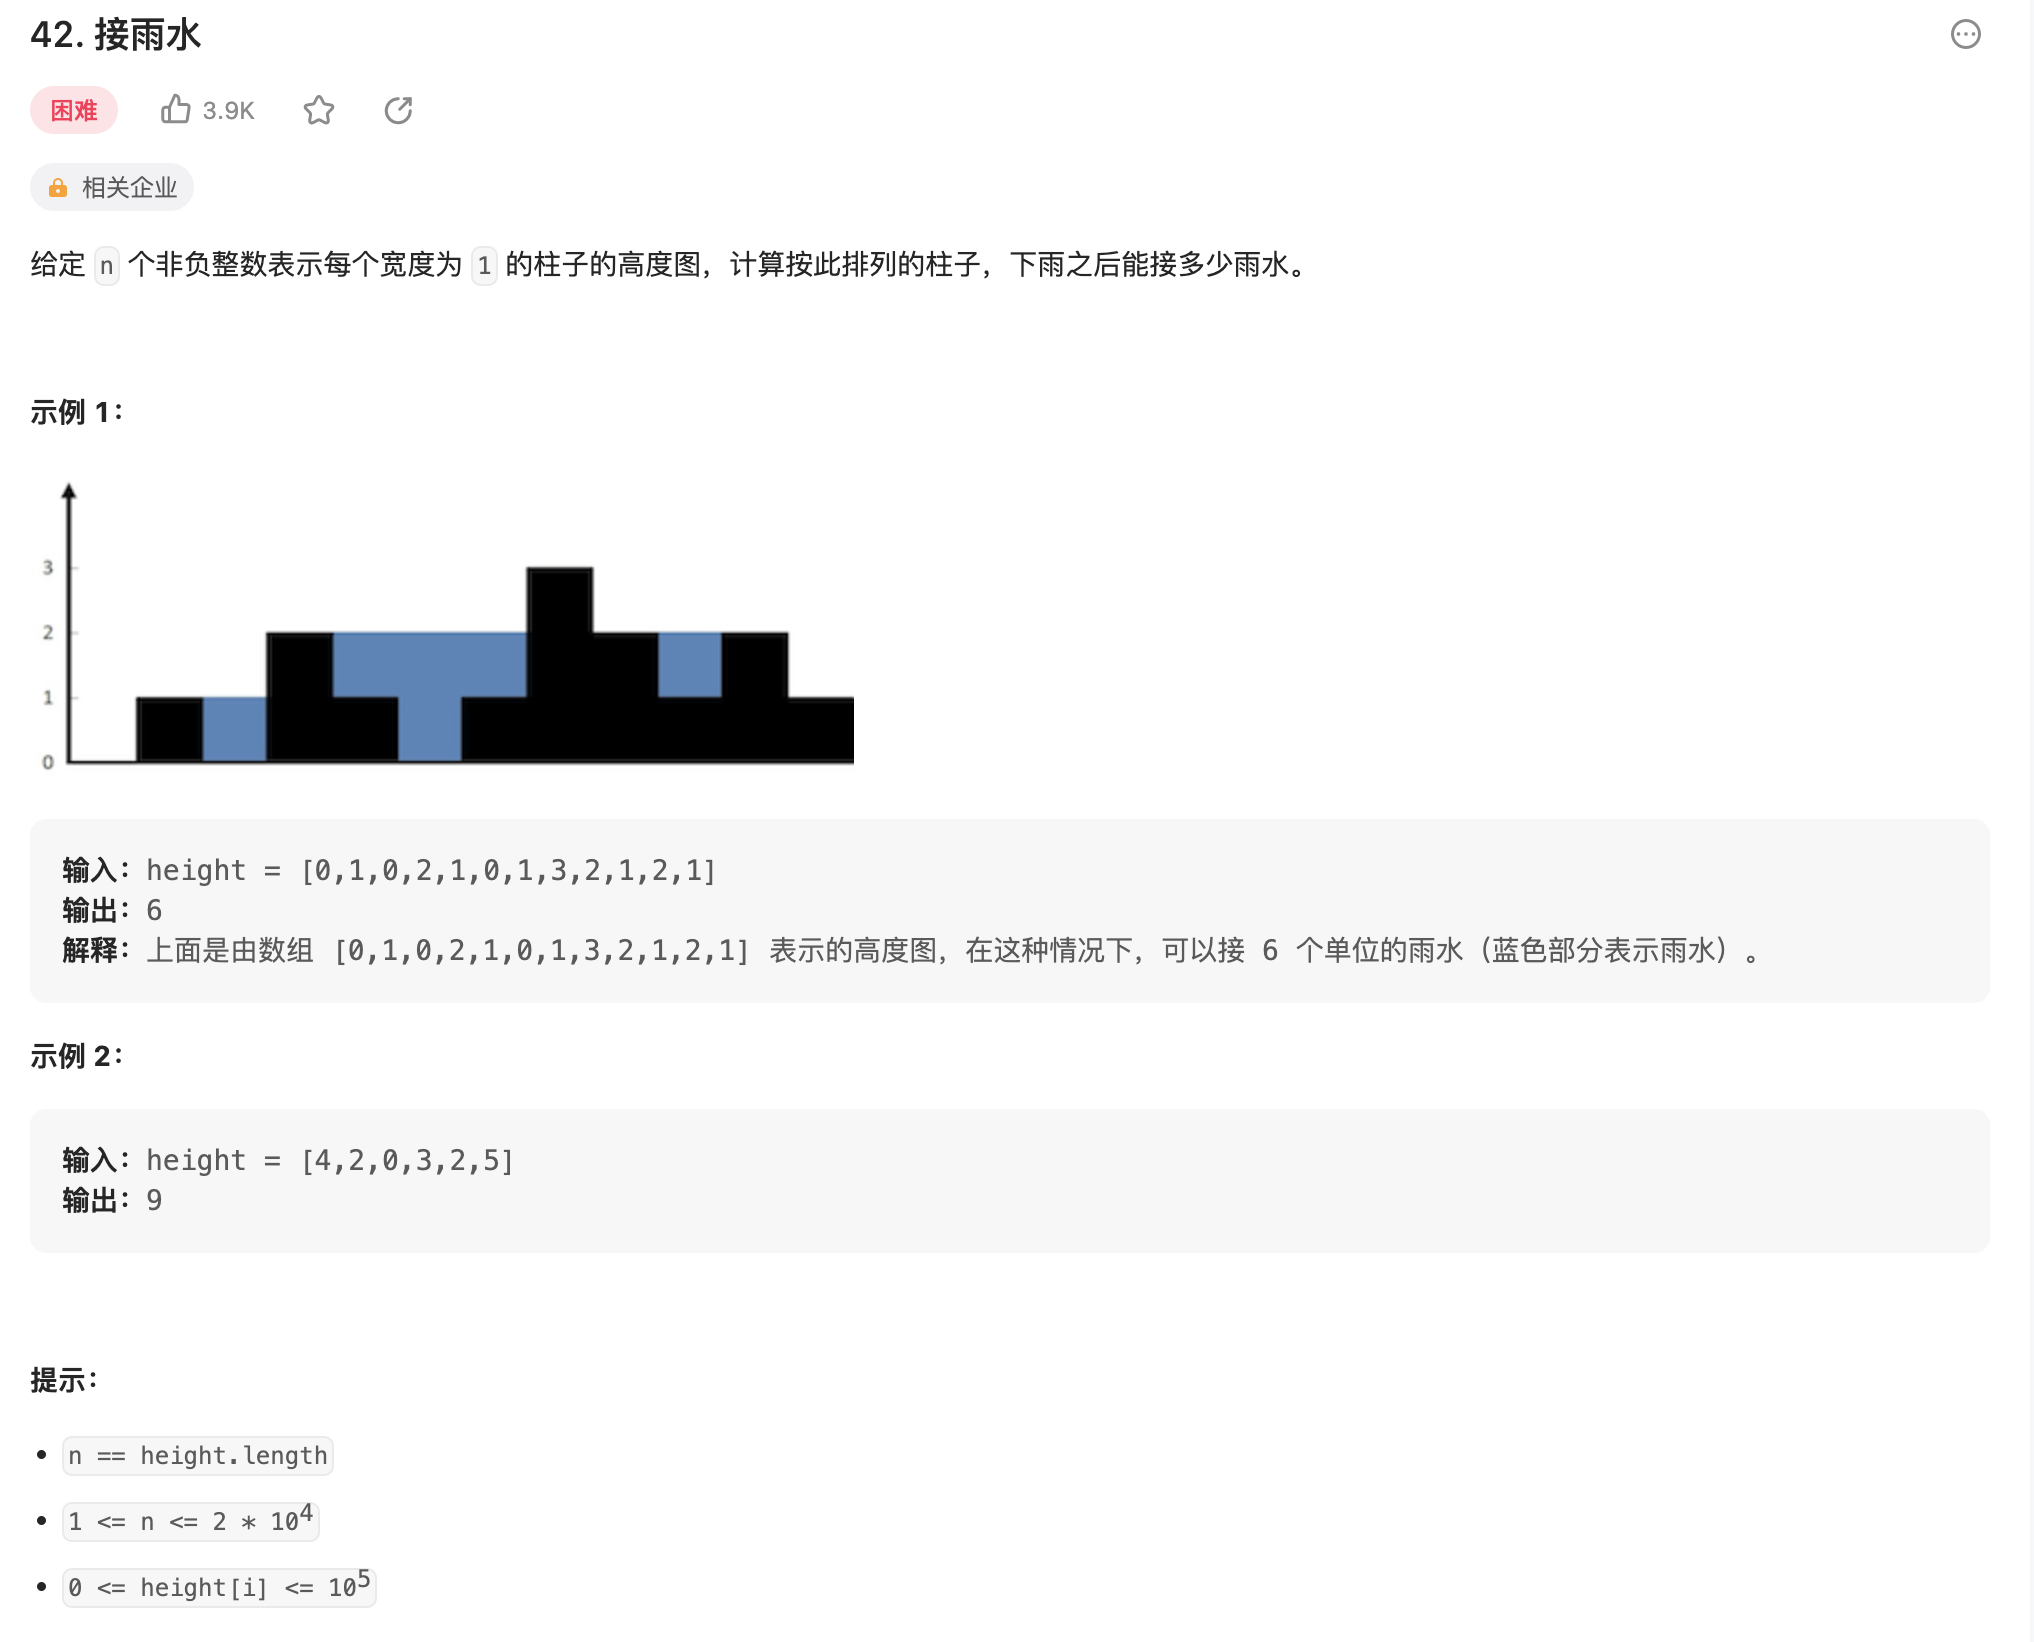 42. 接雨水
困难 3.9K
相关企业
给定 n 个非负整数表示每个宽度为 1 的柱子的高度图，计算按此排列的柱子，下雨之后能接多少雨水。
示例 1：
3
2
1
0
输入：height = [0,1,0,2,1,0,1,3,2,1,2,1]
输出：6
解释：上面是由数组 [0,1,0,2,1,0,1,3,2,1,2,1] 表示的高度图，在这种情况下，可以接 6 个单位的雨水（蓝色部分表示雨水）。
示例 2：
输入：height = [4,2,0,3,2,5]
输出：9
提示：
• n == height.length
• 1 <= n <= 2 * 10⁴
• 0 <= height[i] <= 10⁵